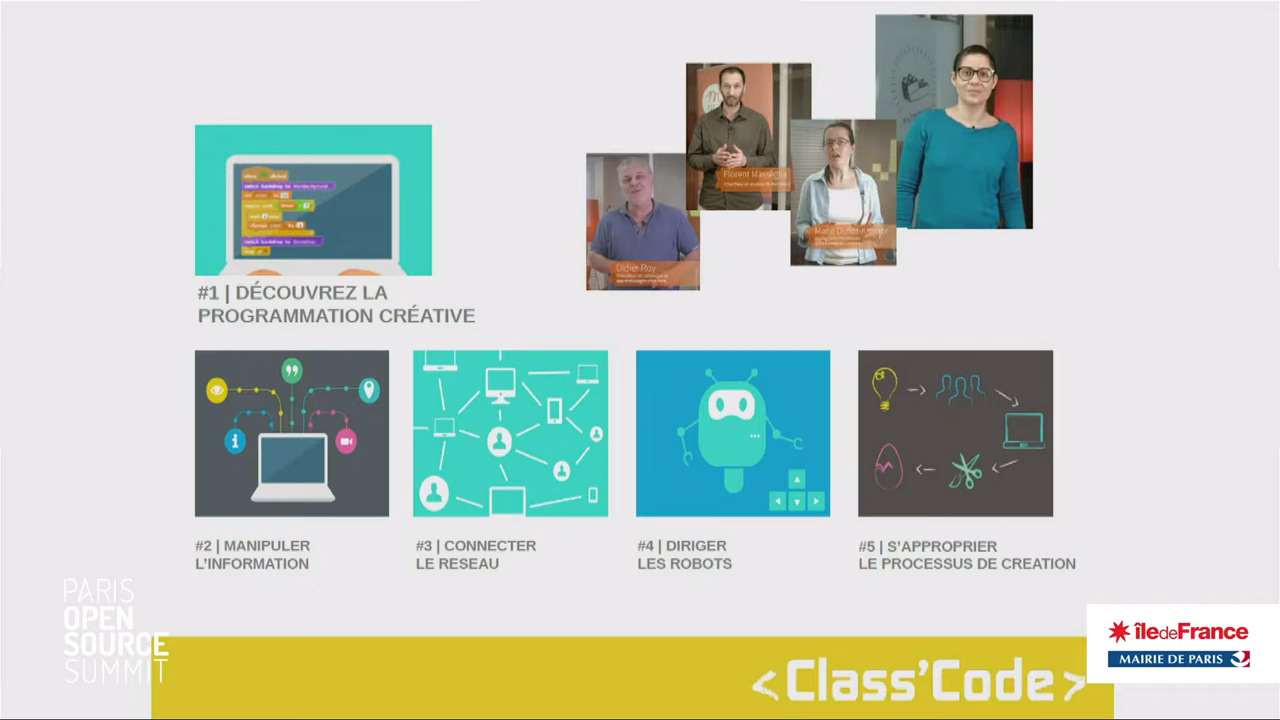 Florent Masseglia
Didier Roy
#1 | DÉCOUVREZ LA
PROGRAMMATION CRÉATIVE
#2 | MANIPULER
L'INFORMATION
#3 | CONNECTER
LE RESEAU
#4 | DIRIGER
LES ROBOTS
#5 | S'APPROPRIER
LE PROCESSUS DE CREATION
PARIS
OPEN
SOURCE
SUMMIT
<Class'Code>
îledeFrance
MAIRIE DE PARIS